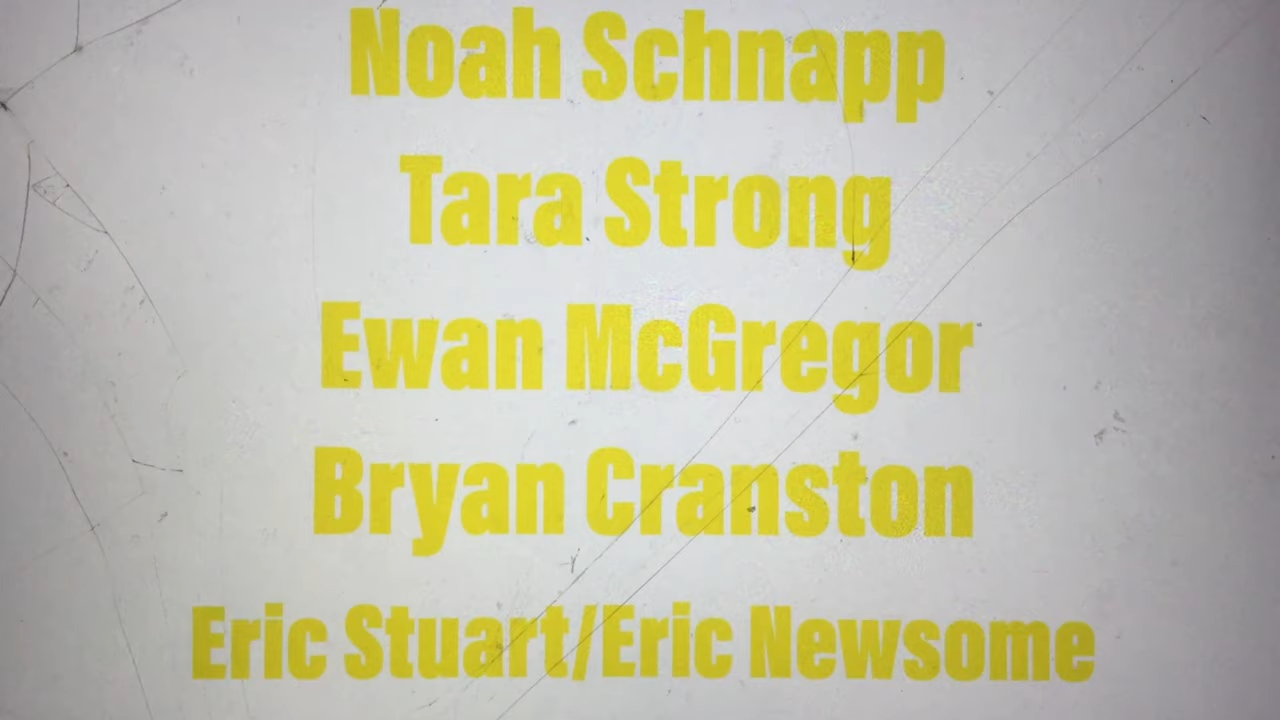 Noah Schnapp
Tara Strong
Ewan McGregor
Bryan Cranston
Eric Stuart/Eric Newsome